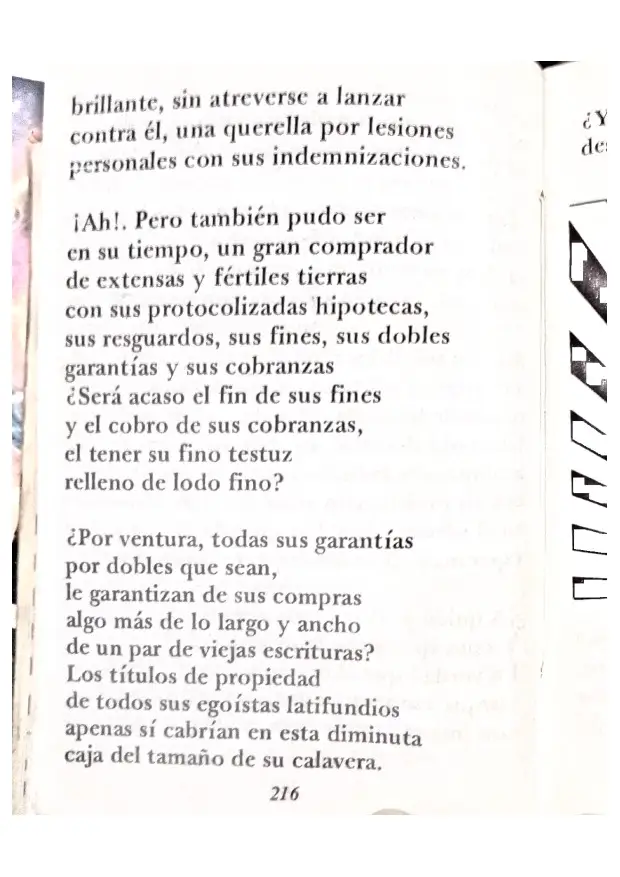 brillante, sin atreverse a lanzar
contra él, una querella por lesiones
personales con sus indemnizaciones.
¡Ah!. Pero también pudo ser
en su tiempo, un gran comprador
de extensas y fértiles tierras
con sus protocolizadas hipotecas,
sus resguardos, sus fines, sus dobles
garantías y sus cobranzas
¿Será acaso el fin de sus fines
y el cobro de sus cobranzas,
el tener su fino testuz
relleno de lodo fino?
¿Por ventura, todas sus garantías
por dobles que sean,
le garantizan de sus compras
algo más de lo largo y ancho
de un par de viejas escrituras?
Los títulos de propiedad
de todos sus egoístas latifundios
apenas sí cabrían en esta diminuta
caja del tamaño de su calavera.
216
¿Y